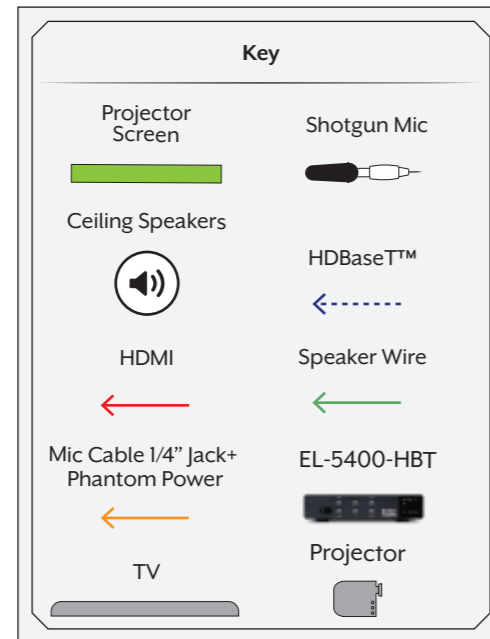 Key
Projector
Screen
Shotgun Mic
Ceiling Speakers
HDBaseT™
HDMI
Speaker Wire
Mic Cable 1/4” Jack+
Phantom Power
EL-5400-HBT
TV
Projector